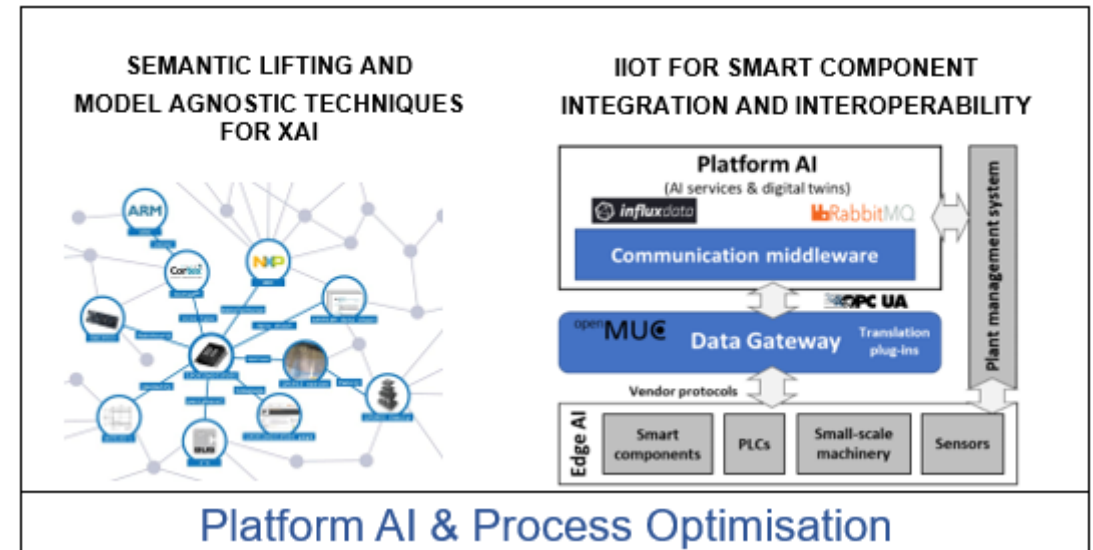 SEMANTIC LIFTING AND
MODEL AGNOSTIC TECHNIQUES
FOR XAI
ARM
Cortex
NXP
IIOT FOR SMART COMPONENT
INTEGRATION AND INTEROPERABILITY
Platform AI
(AI services & digital twins)
influxdata
RabbitMQ
Communication middleware
OPC UA
openMUC
Data Gateway
Translation
plug-ins
Vendor protocols
Plant management system
Edge AI
Smart
components
PLCs
Small-scale
machinery
Sensors
Platform AI & Process Optimisation